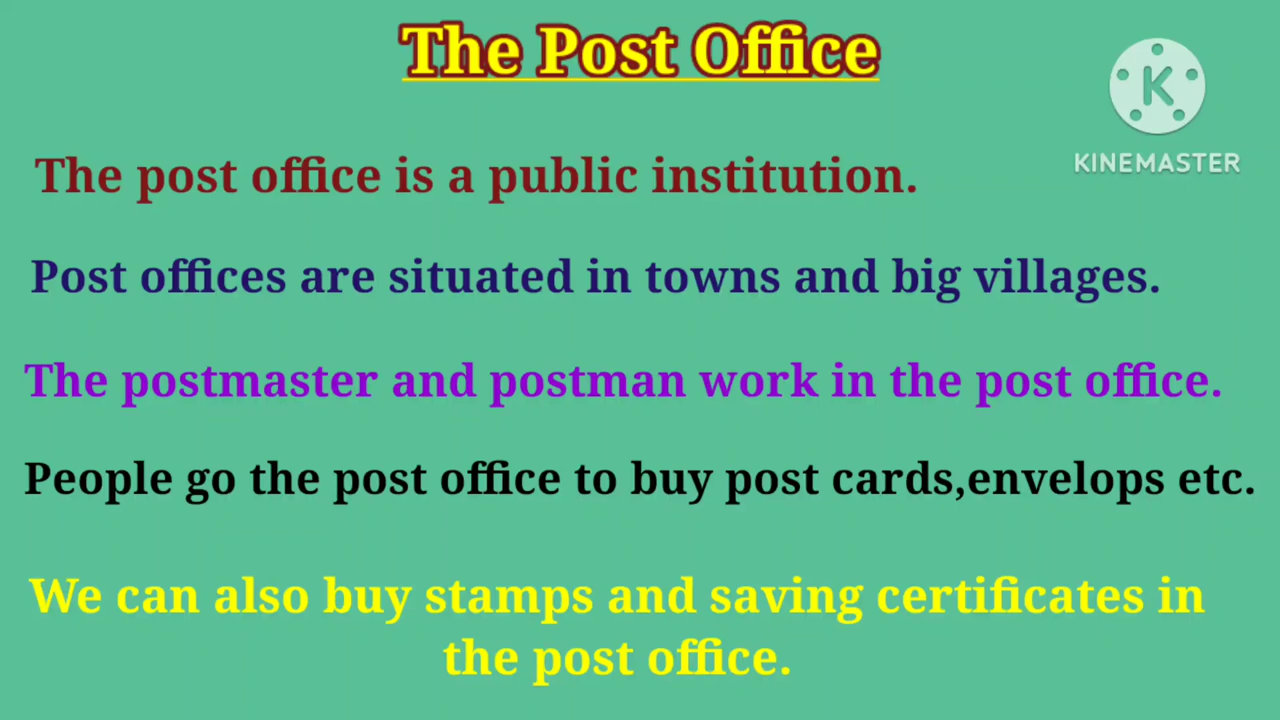 The Post Office
K
KINEMASTER
The post office is a public institution.
Post offices are situated in towns and big villages.
The postmaster and postman work in the post office.
People go the post office to buy post cards,envelops etc.
We can also buy stamps and saving certificates in
the post office.